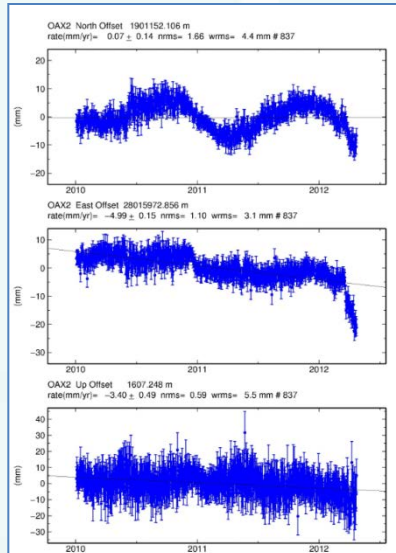 OAX2 North Offset 1901152.106 m
rate(mm/yr)= 0.07 ± 0.14 nrms= 1.66 wrms= 4.4 mm # 837
20
10
0
−10
−20
(mm)
2010 2011 2012
OAX2 East Offset 28015972.856 m
rate(mm/yr)= −4.99 ± 0.15 nrms= 1.10 wrms= 3.1 mm # 837
10
0
−10
−20
−30
(mm)
2010 2011 2012
OAX2 Up Offset 1607.248 m
rate(mm/yr)= −3.40 ± 0.49 nrms= 0.59 wrms= 5.5 mm # 837
40
30
20
10
0
−10
−20
−30
(mm)
2010 2011 2012